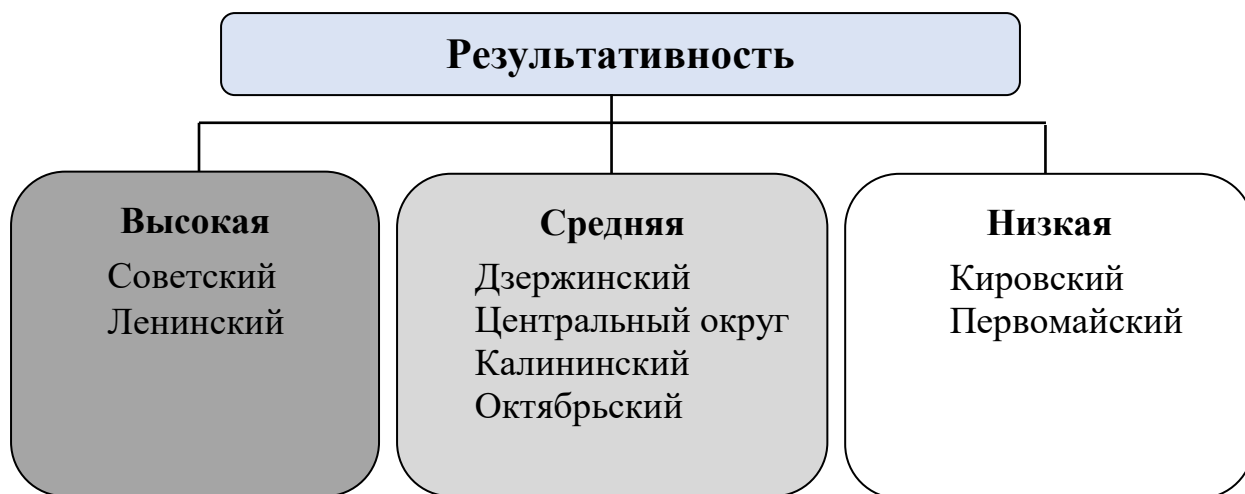 Результативность
Высокая
Советский
Ленинский
Средняя
Дзержинский
Центральный округ
Калининский
Октябрьский
Низкая
Кировский
Первомайский